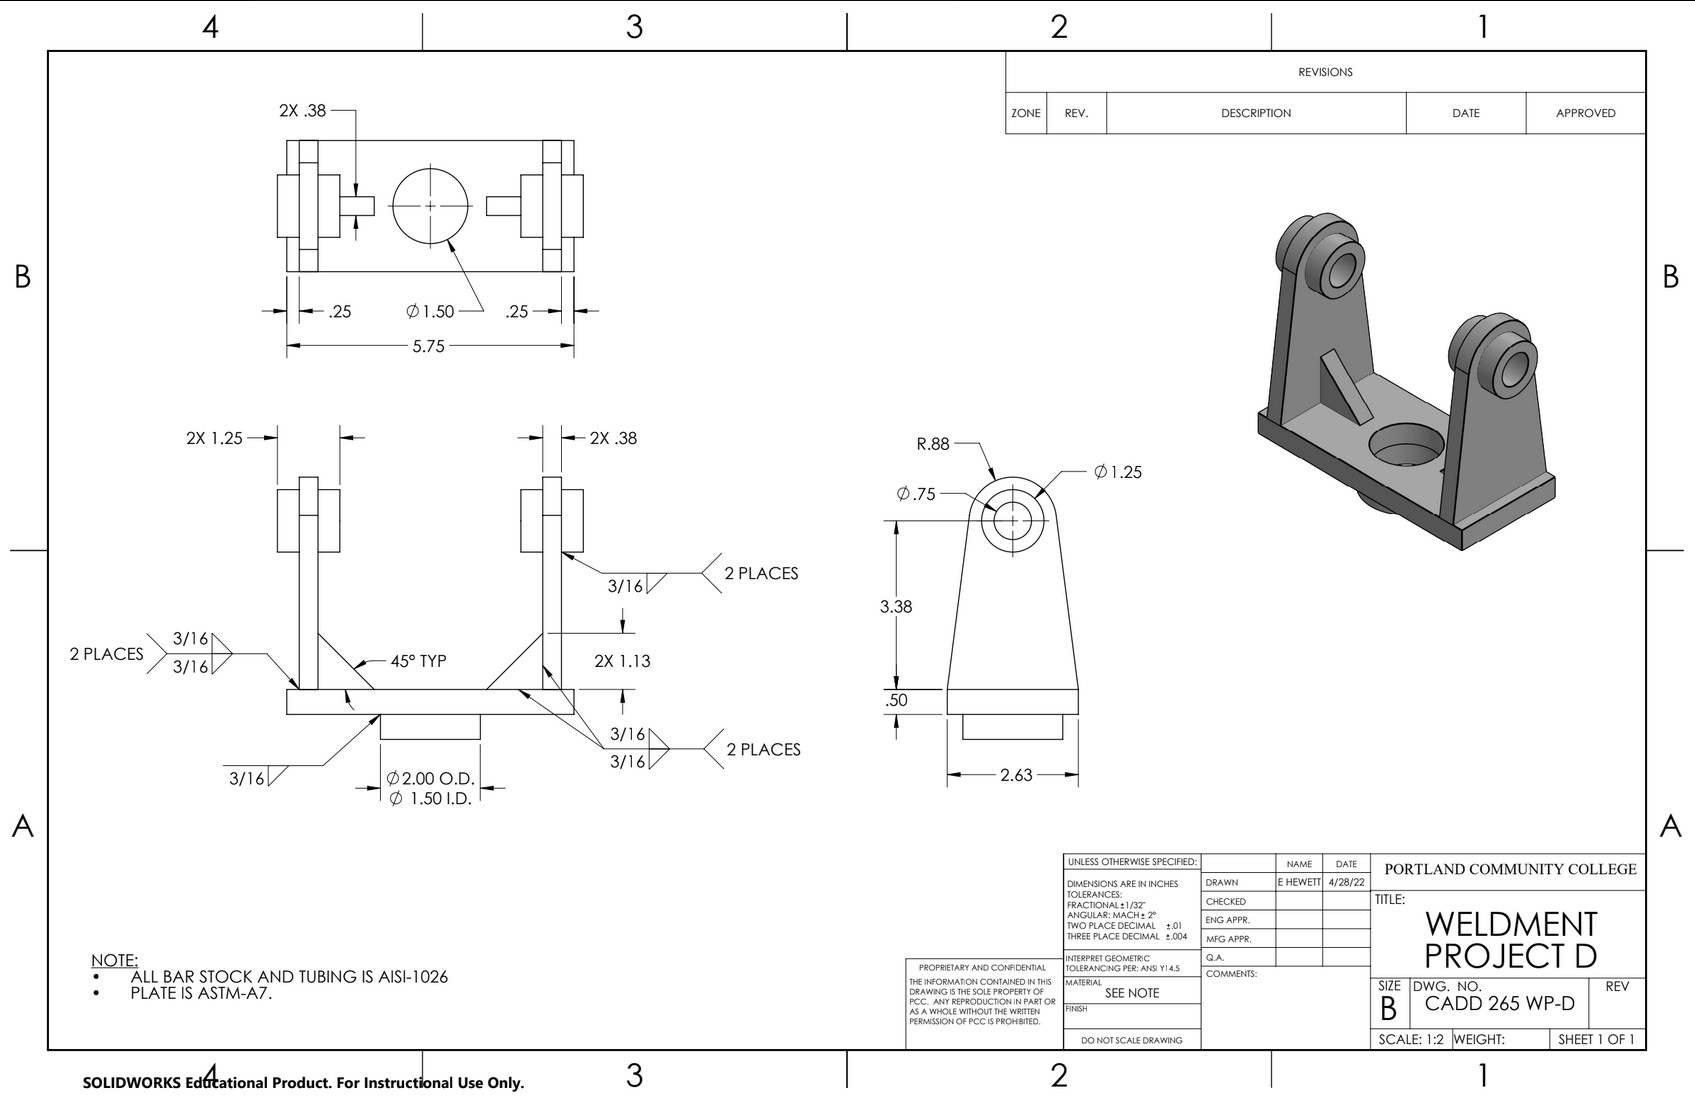 4 3 2 1
REVISIONS
ZONE REV. DESCRIPTION DATE APPROVED
2X .38
B B
.25 Ø1.50 .25
5.75
2X 1.25 2X .38
R.88
Ø1.25
Ø.75
2 PLACES
3/16
3.38
3/16
2 PLACES
3/16
45° TYP
2X 1.13
.50
3/16
2 PLACES
3/16
3/16
Ø2.00 O.D.
Ø 1.50 I.D.
2.63
A A
NOTE:
• ALL BAR STOCK AND TUBING IS AISI-1026
• PLATE IS ASTM-A7.
PROPRIETARY AND CONFIDENTIAL
THE INFORMATION CONTAINED IN THIS
DRAWING IS THE SOLE PROPERTY OF
PCC. ANY REPRODUCTION IN PART OR
AS A WHOLE WITHOUT THE WRITTEN
PERMISSION OF PCC IS PROHIBITED.
UNLESS OTHERWISE SPECIFIED:
DIMENSIONS ARE IN INCHES
TOLERANCES:
FRACTIONAL ±1/32"
ANGULAR: MACH± 2°
TWO PLACE DECIMAL ±.01
THREE PLACE DECIMAL ±.004
INTERPRET GEOMETRIC
TOLERANCING PER: ANSI Y14.5
MATERIAL
SEE NOTE
FINISH
DO NOT SCALE DRAWING
NAME DATE
DRAWN E HEWETT 4/28/22
CHECKED
ENG APPR.
MFG APPR.
Q.A.
COMMENTS:
PORTLAND COMMUNITY COLLEGE
TITLE:
WELDMENT
PROJECT D
SIZE DWG. NO. REV
B CADD 265 WP-D
SCALE: 1:2 WEIGHT: SHEET 1 OF 1
4 3 2 1
SOLIDWORKS Educational Product. For Instructional Use Only.